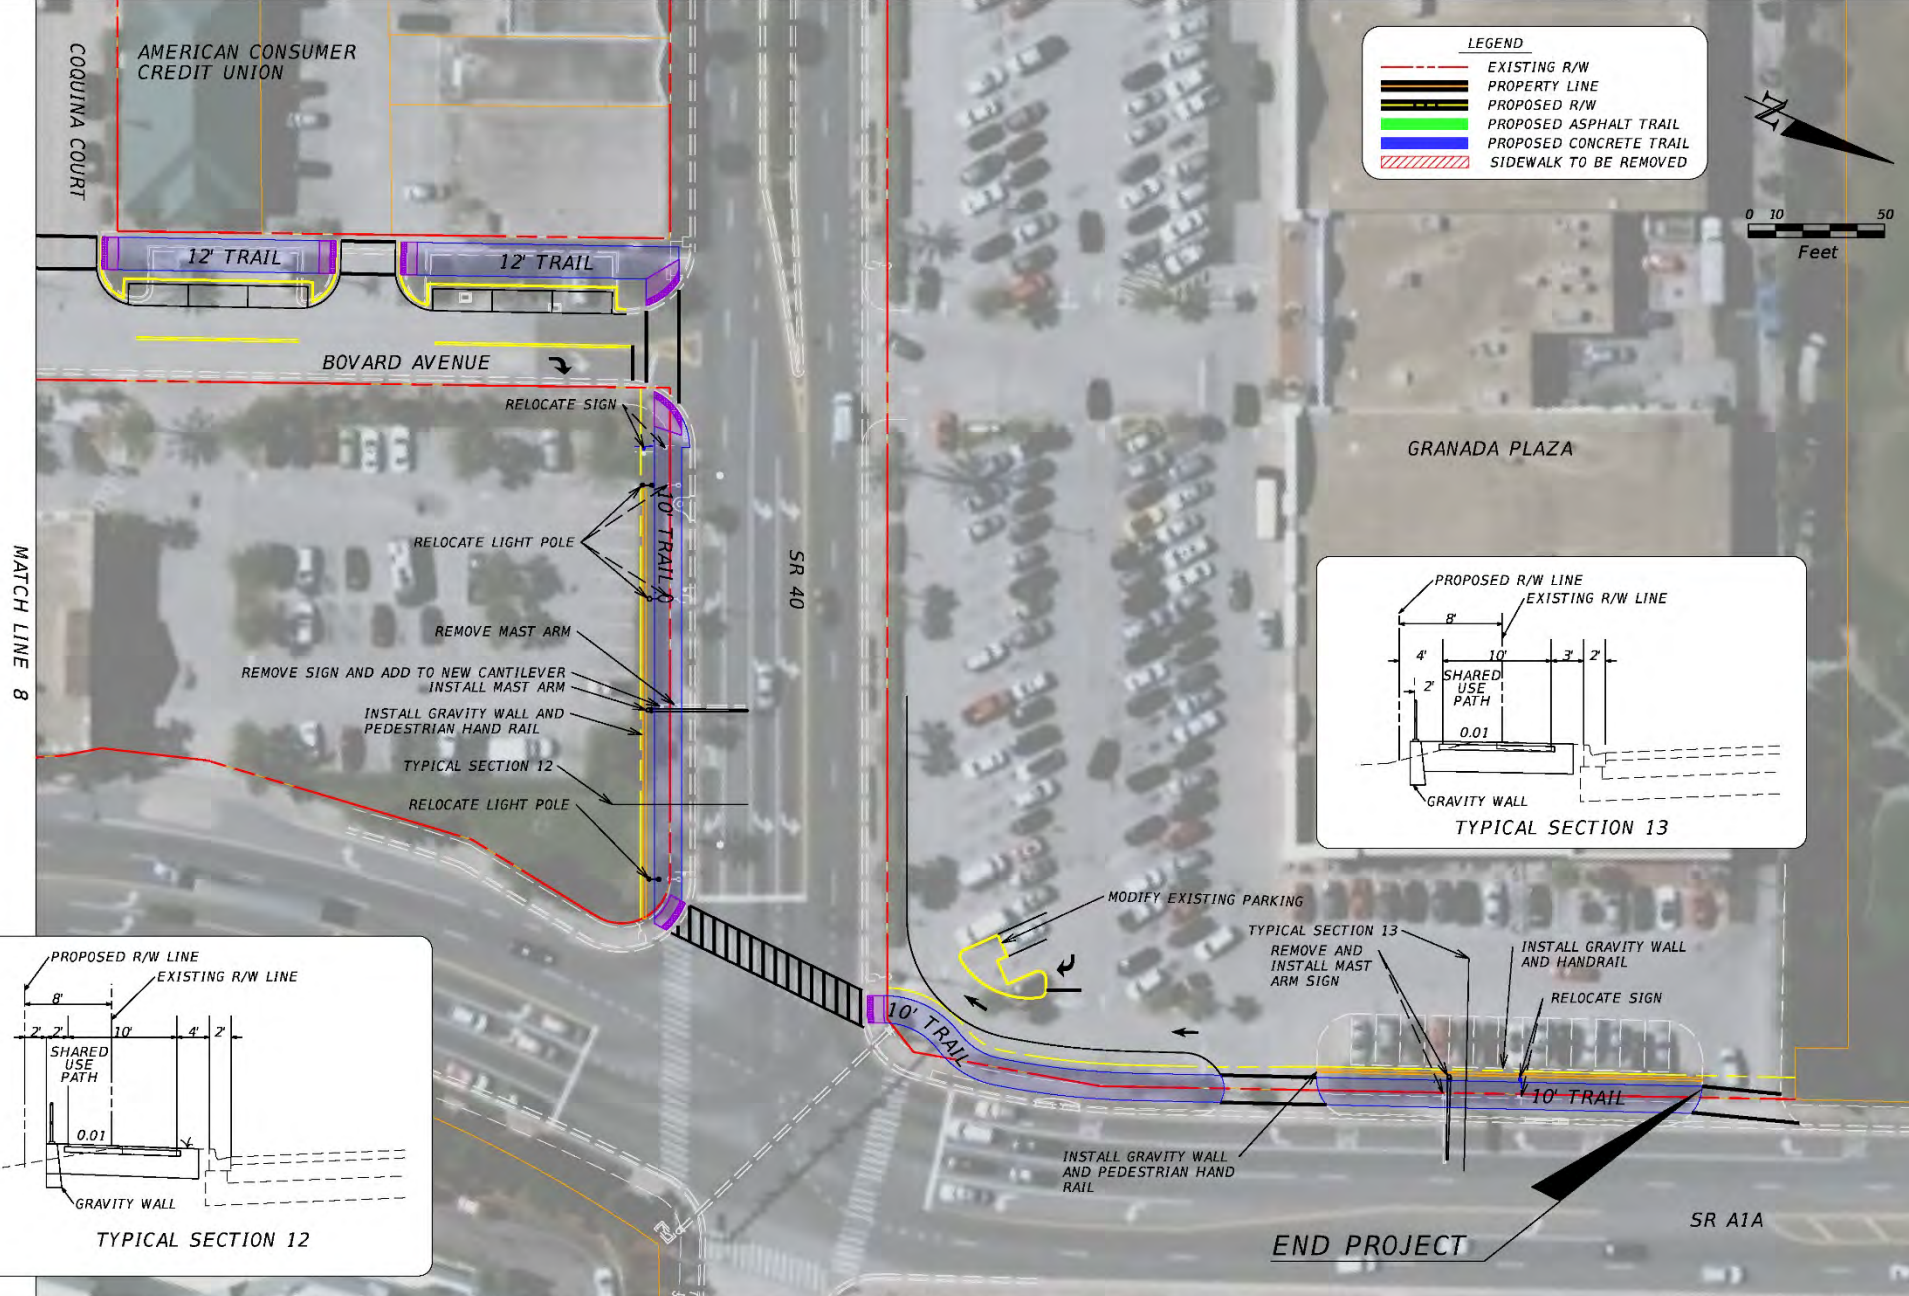 AMERICAN CONSUMER
CREDIT UNION
COQUINA COURT
LEGEND
EXISTING R/W
PROPERTY LINE
PROPOSED R/W
PROPOSED ASPHALT TRAIL
PROPOSED CONCRETE TRAIL
SIDEWALK TO BE REMOVED
N
0 10 50
Feet
12' TRAIL
12' TRAIL
BOVARD AVENUE
RELOCATE SIGN
10' TRAIL
RELOCATE LIGHT POLE
SR 40
GRANADA PLAZA
MATCH LINE 8
REMOVE MAST ARM
REMOVE SIGN AND ADD TO NEW CANTILEVER
INSTALL MAST ARM
INSTALL GRAVITY WALL AND
PEDESTRIAN HAND RAIL
TYPICAL SECTION 12
RELOCATE LIGHT POLE
PROPOSED R/W LINE
EXISTING R/W LINE
8'
4' 10' 3' 2'
SHARED
USE
PATH
2'
0.01
GRAVITY WALL
TYPICAL SECTION 13
MODIFY EXISTING PARKING
TYPICAL SECTION 13
REMOVE AND
INSTALL MAST
ARM SIGN
INSTALL GRAVITY WALL
AND HANDRAIL
RELOCATE SIGN
10' TRAIL
10' TRAIL
INSTALL GRAVITY WALL
AND PEDESTRIAN HAND
RAIL
END PROJECT
SR A1A
PROPOSED R/W LINE
EXISTING R/W LINE
8'
2' 2' 10' 4' 2'
SHARED
USE
PATH
0.01
GRAVITY WALL
TYPICAL SECTION 12